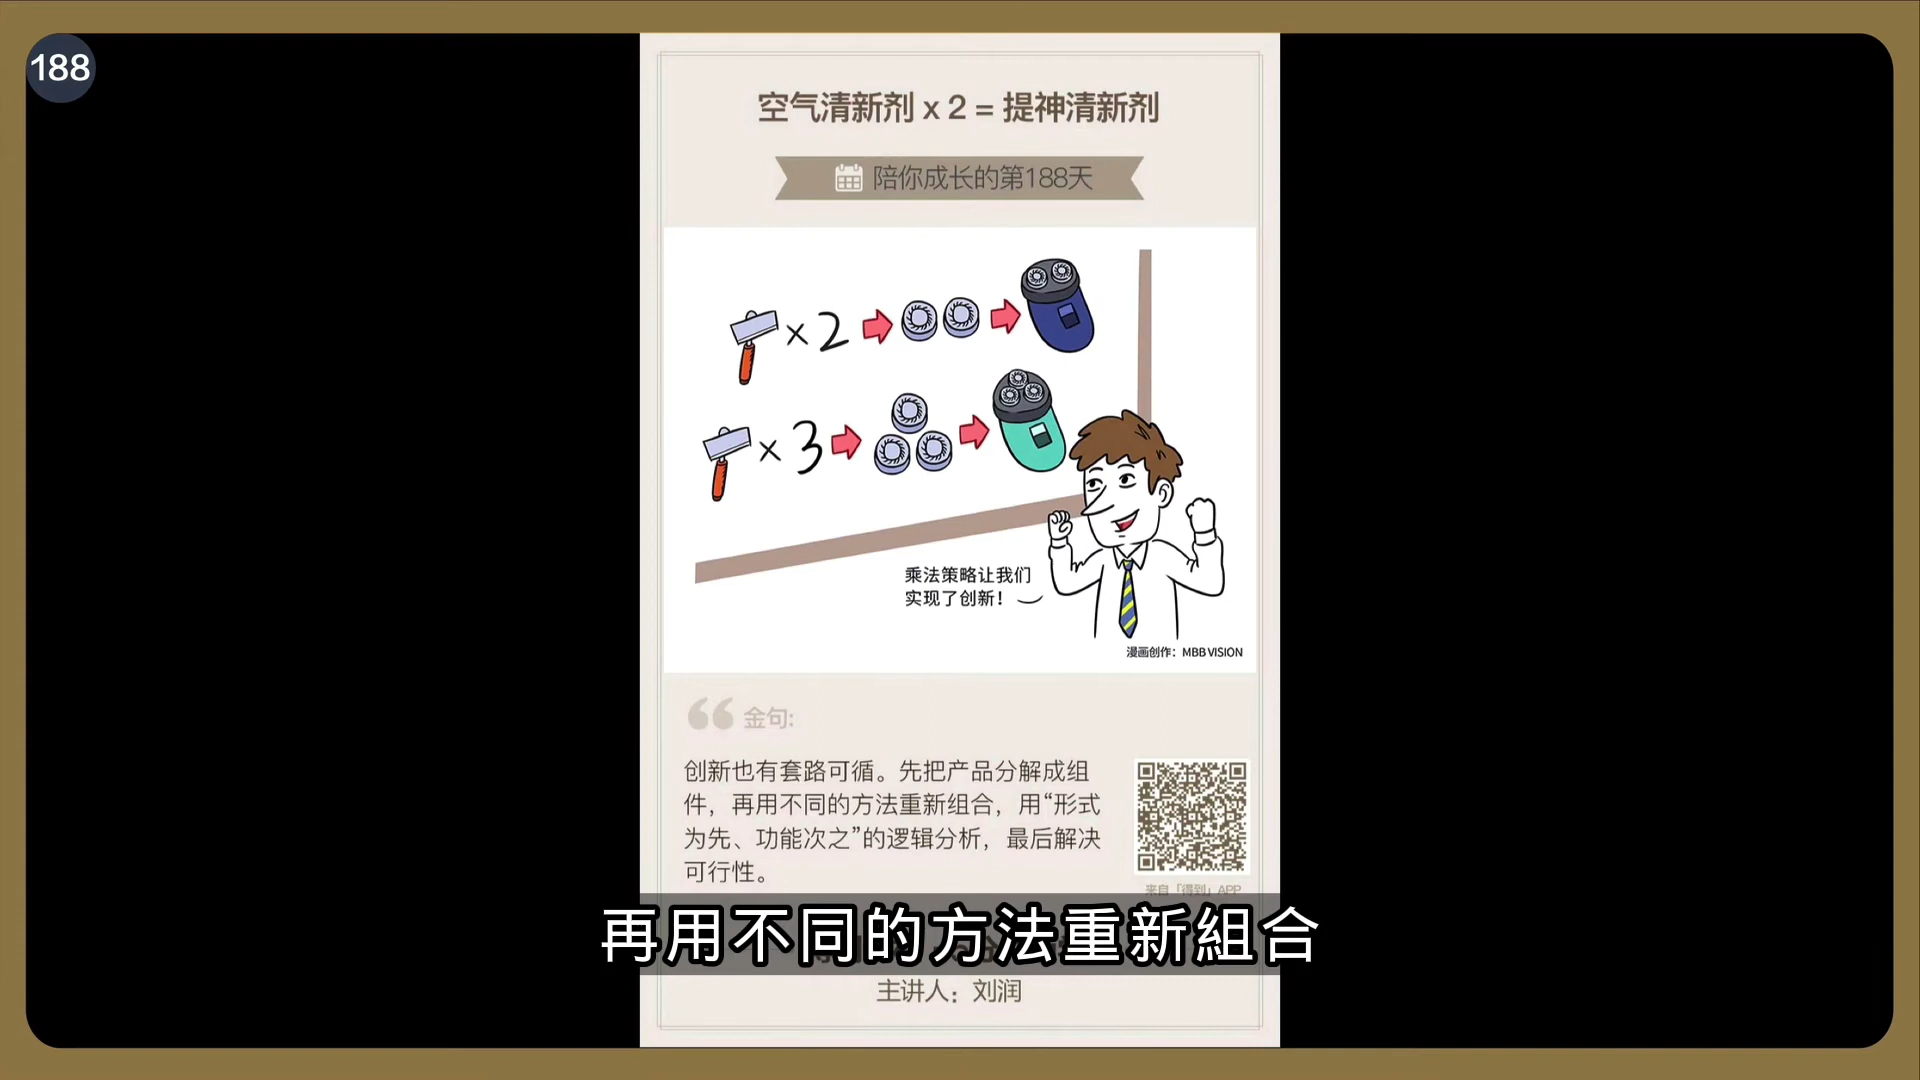 188
空气清新剂 x 2 = 提神清新剂
陪你成长的第188天
×2
×3
乘法策略让我们
实现了创新！
漫画创作：MBB VISION
金句:
创新也有套路可循。先把产品分解成组
件，再用不同的方法重新组合，用“形式
为先、功能次之”的逻辑分析，最后解决
可行性。
来自「得到」APP
再用不同的方法重新組合
主讲人：刘润